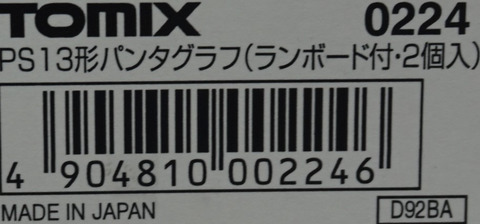 TOMIX 0224
PS13形パンタグラフ(ランボード付・2個入)
4 904810 002246
MADE IN JAPAN D92BA